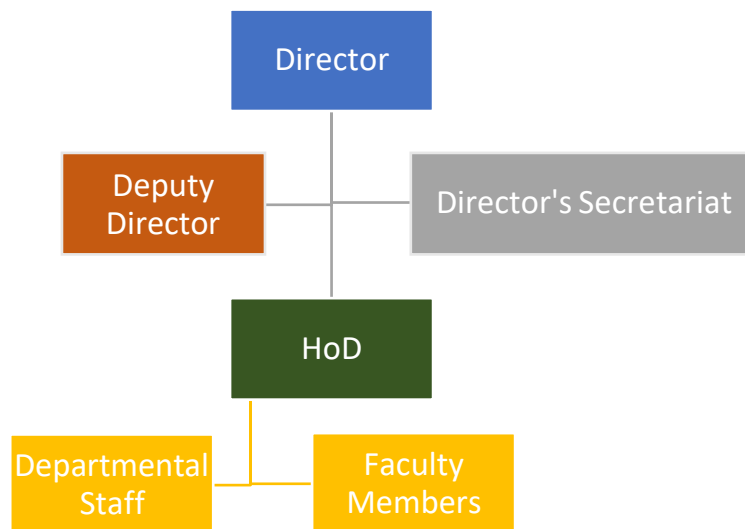 Director
Deputy
Director
Director's Secretariat
HoD
Departmental
Staff
Faculty
Members